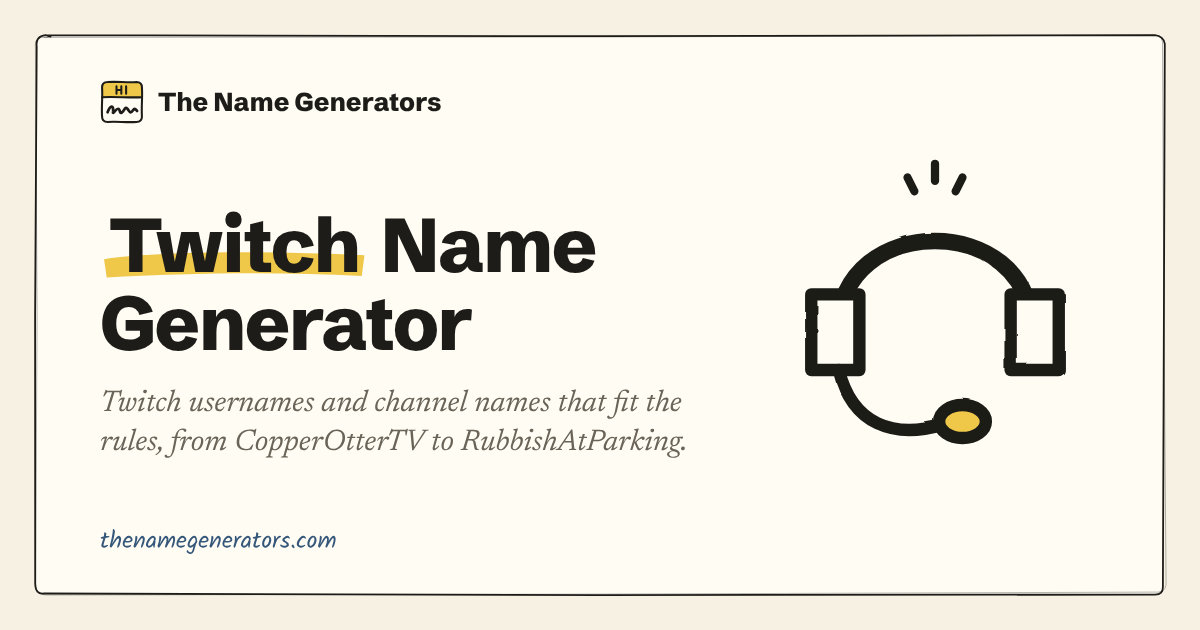 HI
The Name Generators
Twitch Name
Generator
Twitch usernames and channel names that fit the
rules, from CopperOtterTV to RubbishAtParking.
thenamegenerators.com